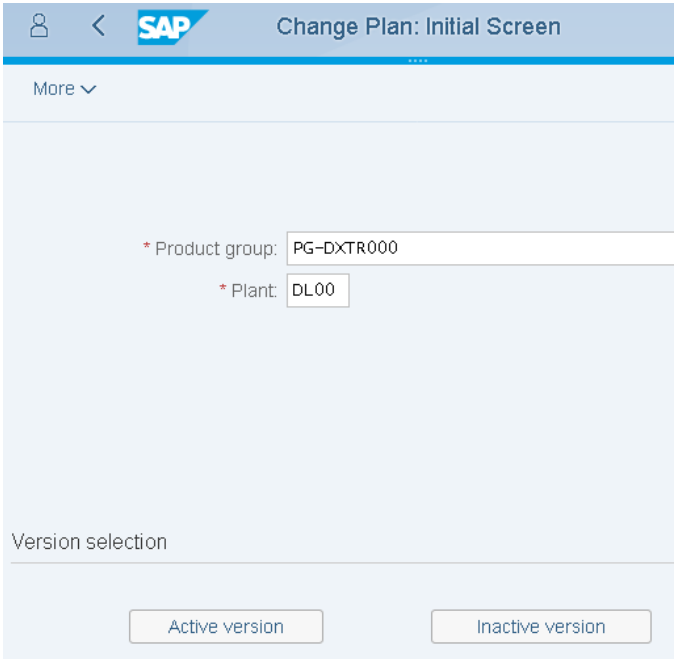 SAP Change Plan: Initial Screen
More
* Product group: PG-DXTR000
* Plant: DL00
Version selection
Active version Inactive version